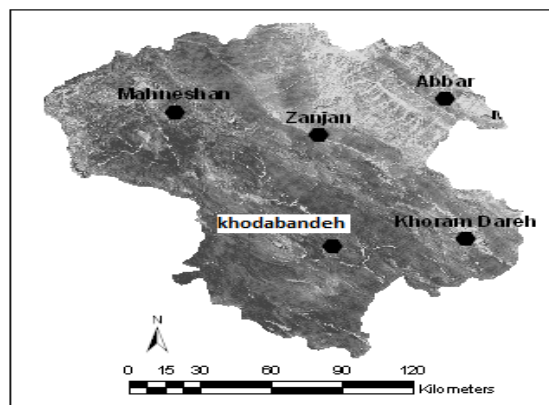 Abbar
Mahneshan
Zanjan
khodabandeh
Khoram Dareh
N
0 15 30 60 90 120
Kilometers